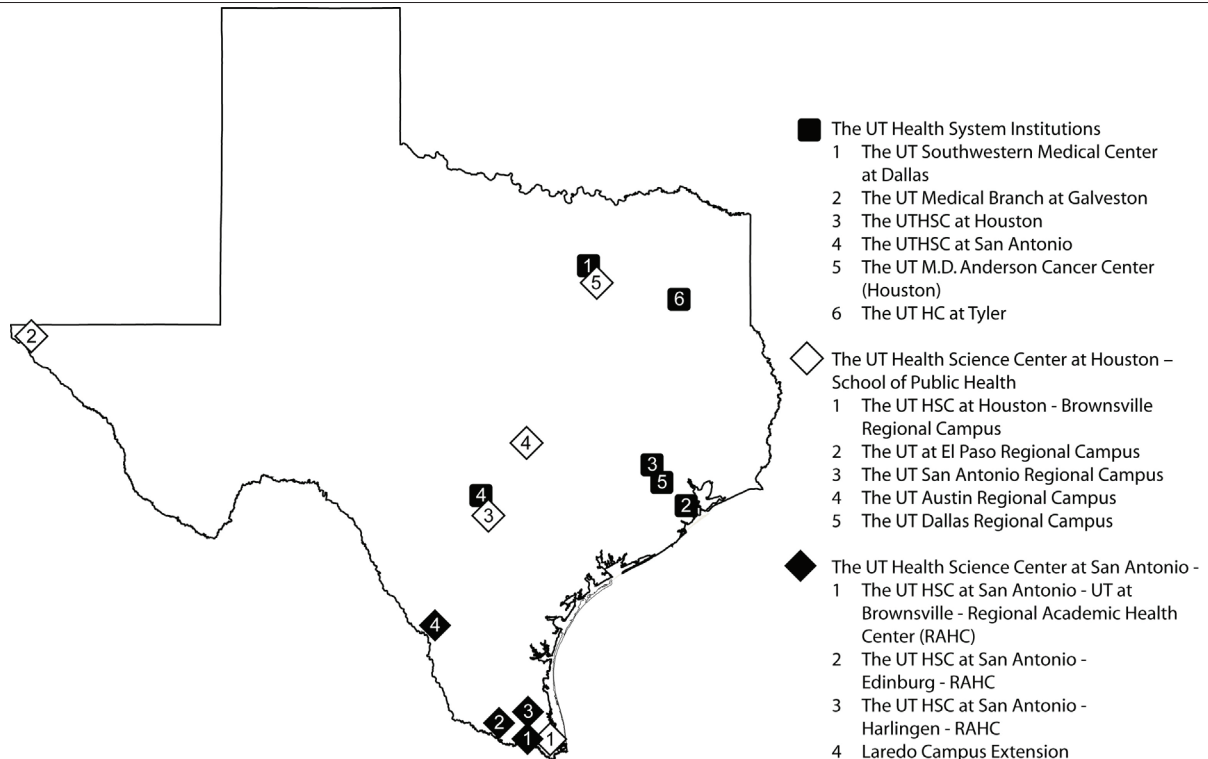 The UT Health System Institutions
1 The UT Southwestern Medical Center
at Dallas
2 The UT Medical Branch at Galveston
3 The UTHSC at Houston
4 The UTHSC at San Antonio
5 The UT M.D. Anderson Cancer Center
(Houston)
6 The UT HC at Tyler
The UT Health Science Center at Houston –
School of Public Health
1 The UT HSC at Houston - Brownsville
Regional Campus
2 The UT at El Paso Regional Campus
3 The UT San Antonio Regional Campus
4 The UT Austin Regional Campus
5 The UT Dallas Regional Campus
The UT Health Science Center at San Antonio -
1 The UT HSC at San Antonio - UT at
Brownsville - Regional Academic Health
Center (RAHC)
2 The UT HSC at San Antonio -
Edinburg - RAHC
3 The UT HSC at San Antonio -
Harlingen - RAHC
4 Laredo Campus Extension
1
5
6
2
4
3
5
4
2
3
4
3
2
1
1